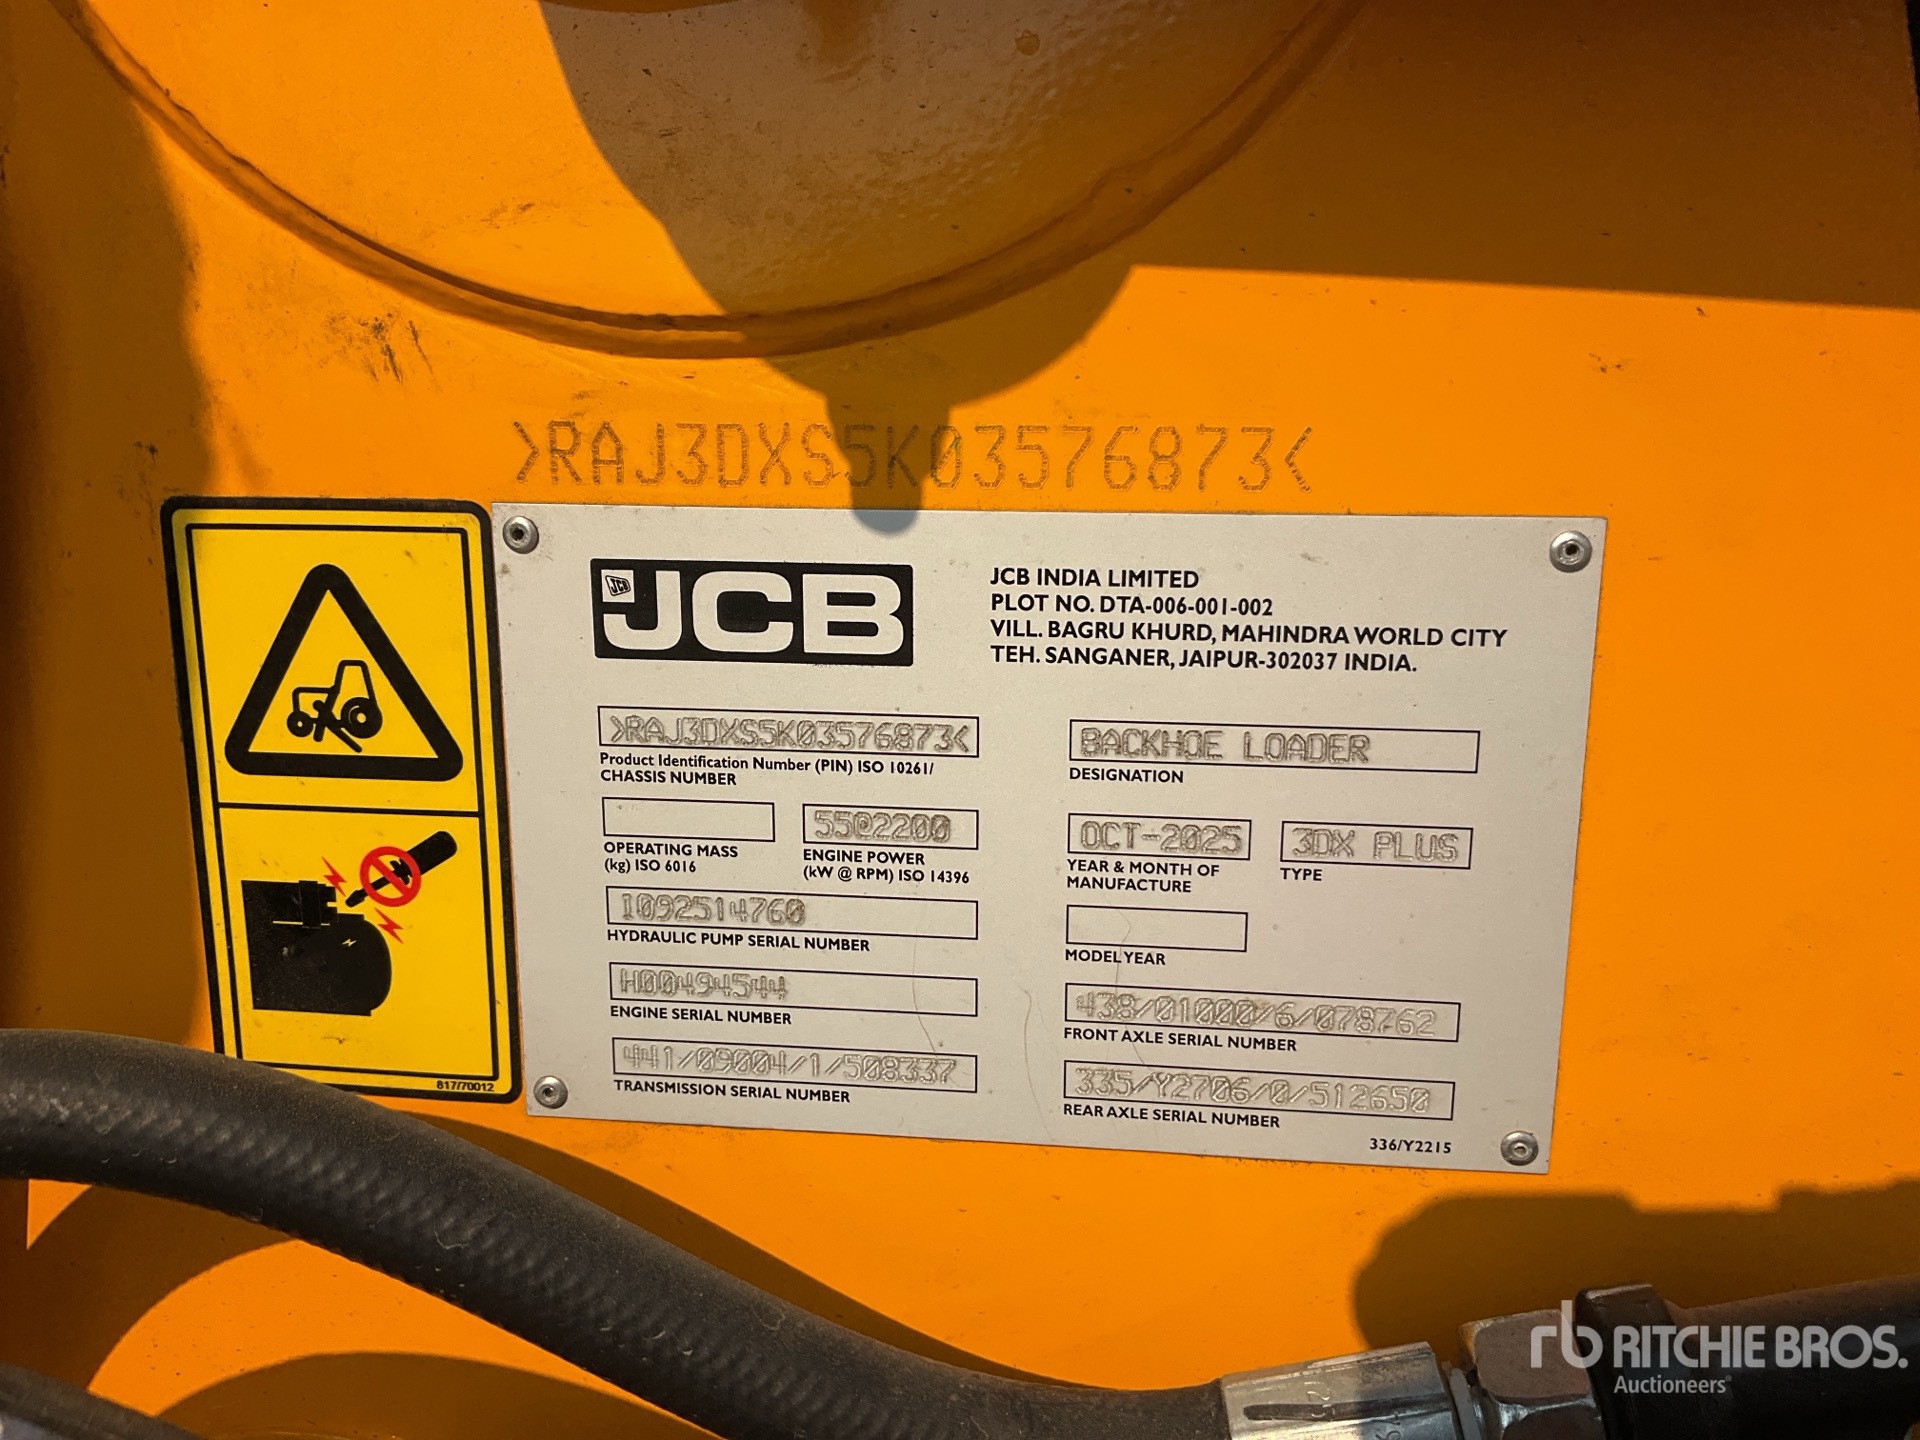 >RAJ3DXS5K03576873<
JCB
JCB
JCB INDIA LIMITED
PLOT NO. DTA-006-001-002
VILL. BAGRU KHURD, MAHINDRA WORLD CITY
TEH. SANGANER, JAIPUR-302037 INDIA.
>RAJ3DXS5K03576873<
Product Identification Number (PIN) ISO 10261/
CHASSIS NUMBER
BACKHOE LOADER
DESIGNATION
OPERATING MASS
(kg) ISO 6016
55@2200
ENGINE POWER
(kW @ RPM) ISO 14396
OCT-2025
YEAR & MONTH OF
MANUFACTURE
3DX PLUS
TYPE
I092514760
HYDRAULIC PUMP SERIAL NUMBER
MODEL YEAR
H00494544
ENGINE SERIAL NUMBER
438/01000/6/078762
FRONT AXLE SERIAL NUMBER
441/09004/1/508337
TRANSMISSION SERIAL NUMBER
335/Y2706/0/512650
REAR AXLE SERIAL NUMBER
336/Y2215
817/70012
rb RITCHIE BROS.
Auctioneers